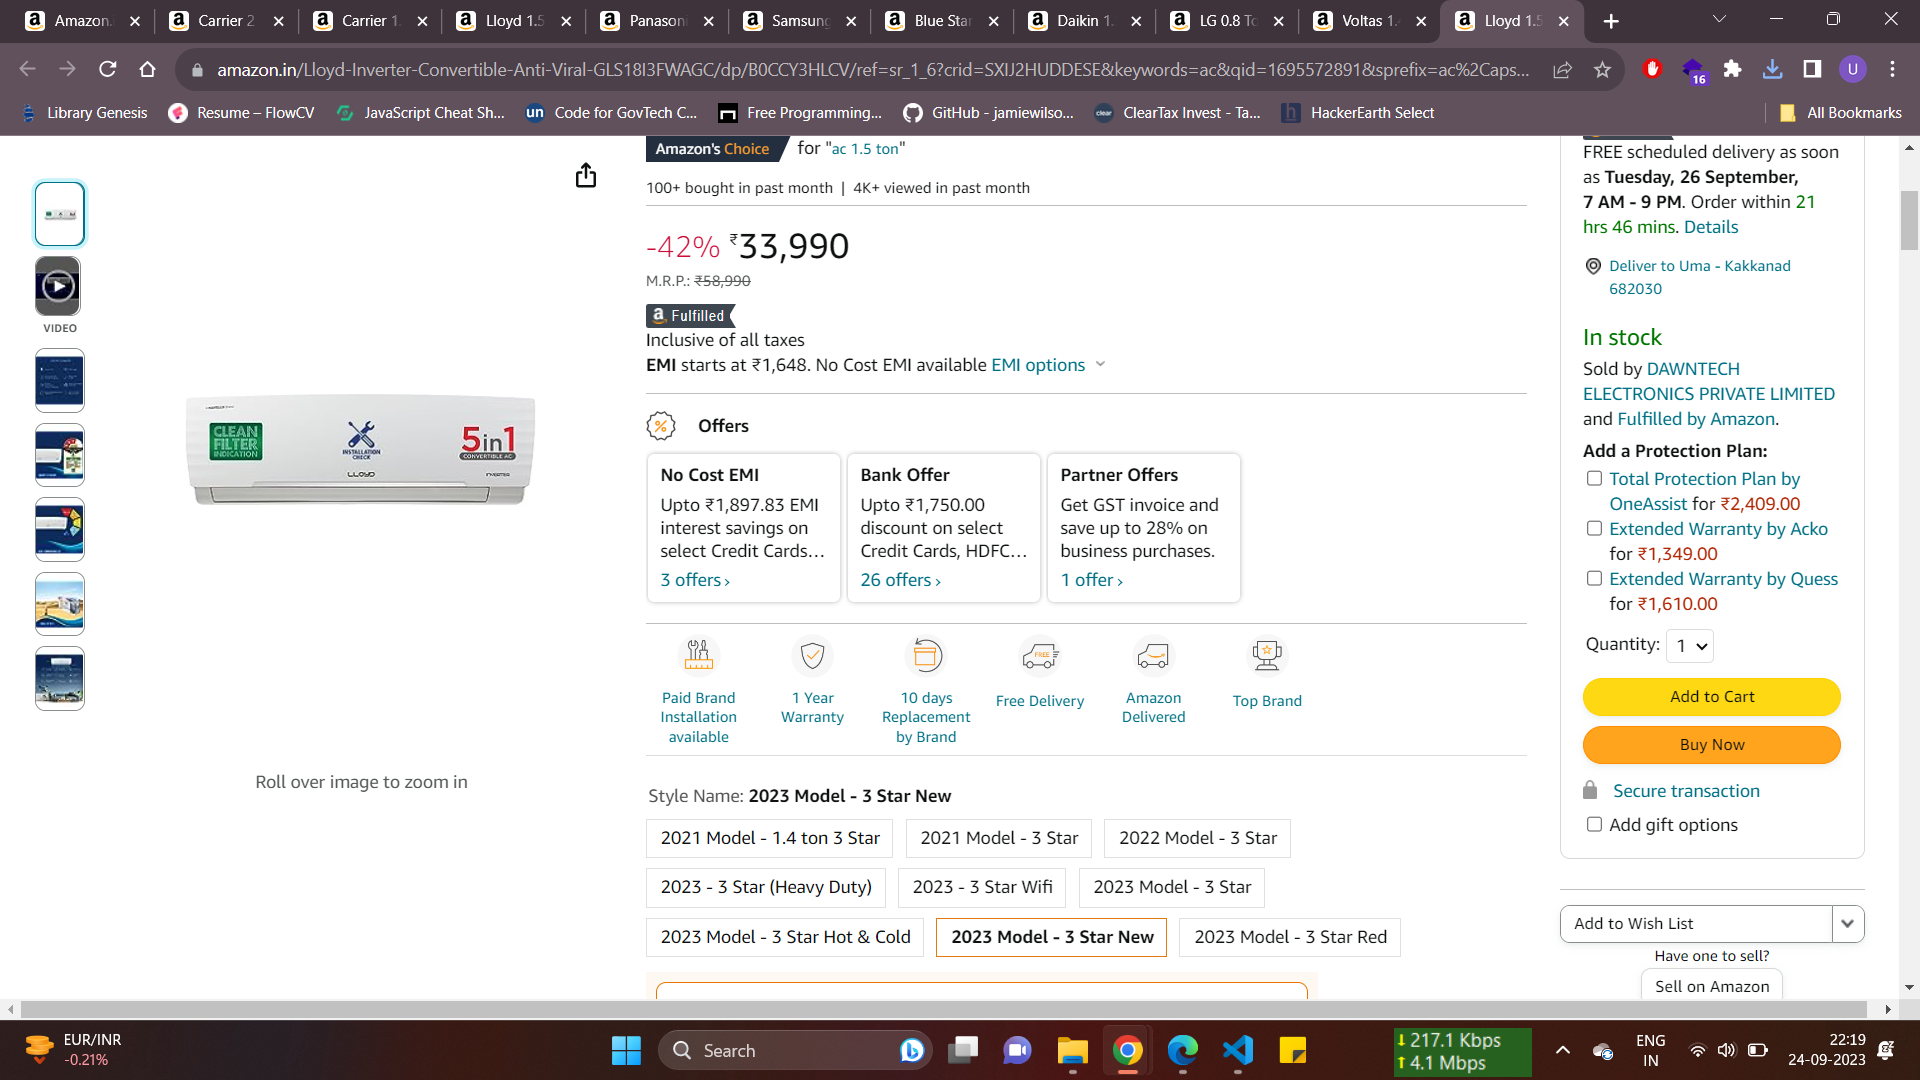 Amazon.
Carrier 2
Carrier 1.
Lloyd 1.5
Panasoni
Samsung
Blue Star
Daikin 1.
LG 0.8 To
Voltas 1.4
Lloyd 1.5
amazon.in/Lloyd-Inverter-Convertible-Anti-Viral-GLS18I3FWAGC/dp/B0CCY3HLCV/ref=sr_1_6?crid=SXIJ2HUDDESE&keywords=ac&qid=1695572891&sprefix=ac%2Caps...
16
U
Library Genesis
Resume – FlowCV
JavaScript Cheat Sh...
Code for GovTech C...
Free Programming...
GitHub - jamiewilso...
ClearTax Invest - Ta...
HackerEarth Select
All Bookmarks
VIDEO
CLEAN
FILTER
INDICATION
INSTALLATION
CHECK
LLOYD
5in1
CONVERTIBLE AC
INVERTER
Roll over image to zoom in
Amazon's Choice for "ac 1.5 ton"
100+ bought in past month | 4K+ viewed in past month
-42% ₹33,990
M.R.P.: ₹58,990
Fulfilled
Inclusive of all taxes
EMI starts at ₹1,648. No Cost EMI available EMI options
Offers
No Cost EMI
Upto ₹1,897.83 EMI
interest savings on
select Credit Cards…
3 offers ›
Bank Offer
Upto ₹1,750.00
discount on select
Credit Cards, HDFC…
26 offers ›
Partner Offers
Get GST invoice and
save up to 28% on
business purchases.
1 offer ›
Paid Brand
Installation
available
1 Year
Warranty
10 days
Replacement
by Brand
FREE
Free Delivery
Amazon
Delivered
Top Brand
Style Name: 2023 Model - 3 Star New
2021 Model - 1.4 ton 3 Star
2021 Model - 3 Star
2022 Model - 3 Star
2023 - 3 Star (Heavy Duty)
2023 - 3 Star Wifi
2023 Model - 3 Star
2023 Model - 3 Star Hot & Cold
2023 Model - 3 Star New
2023 Model - 3 Star Red
FREE scheduled delivery as soon
as Tuesday, 26 September,
7 AM - 9 PM. Order within 21
hrs 46 mins. Details
Deliver to Uma - Kakkanad
682030
In stock
Sold by DAWNTECH
ELECTRONICS PRIVATE LIMITED
and Fulfilled by Amazon.
Add a Protection Plan:
Total Protection Plan by
OneAssist for ₹2,409.00
Extended Warranty by Acko
for ₹1,349.00
Extended Warranty by Quess
for ₹1,610.00
Quantity: 1
Add to Cart
Buy Now
Secure transaction
Add gift options
Add to Wish List
Have one to sell?
Sell on Amazon
EUR/INR
-0.21%
Search
217.1 Kbps
4.1 Mbps
ENG
IN
22:19
24-09-2023